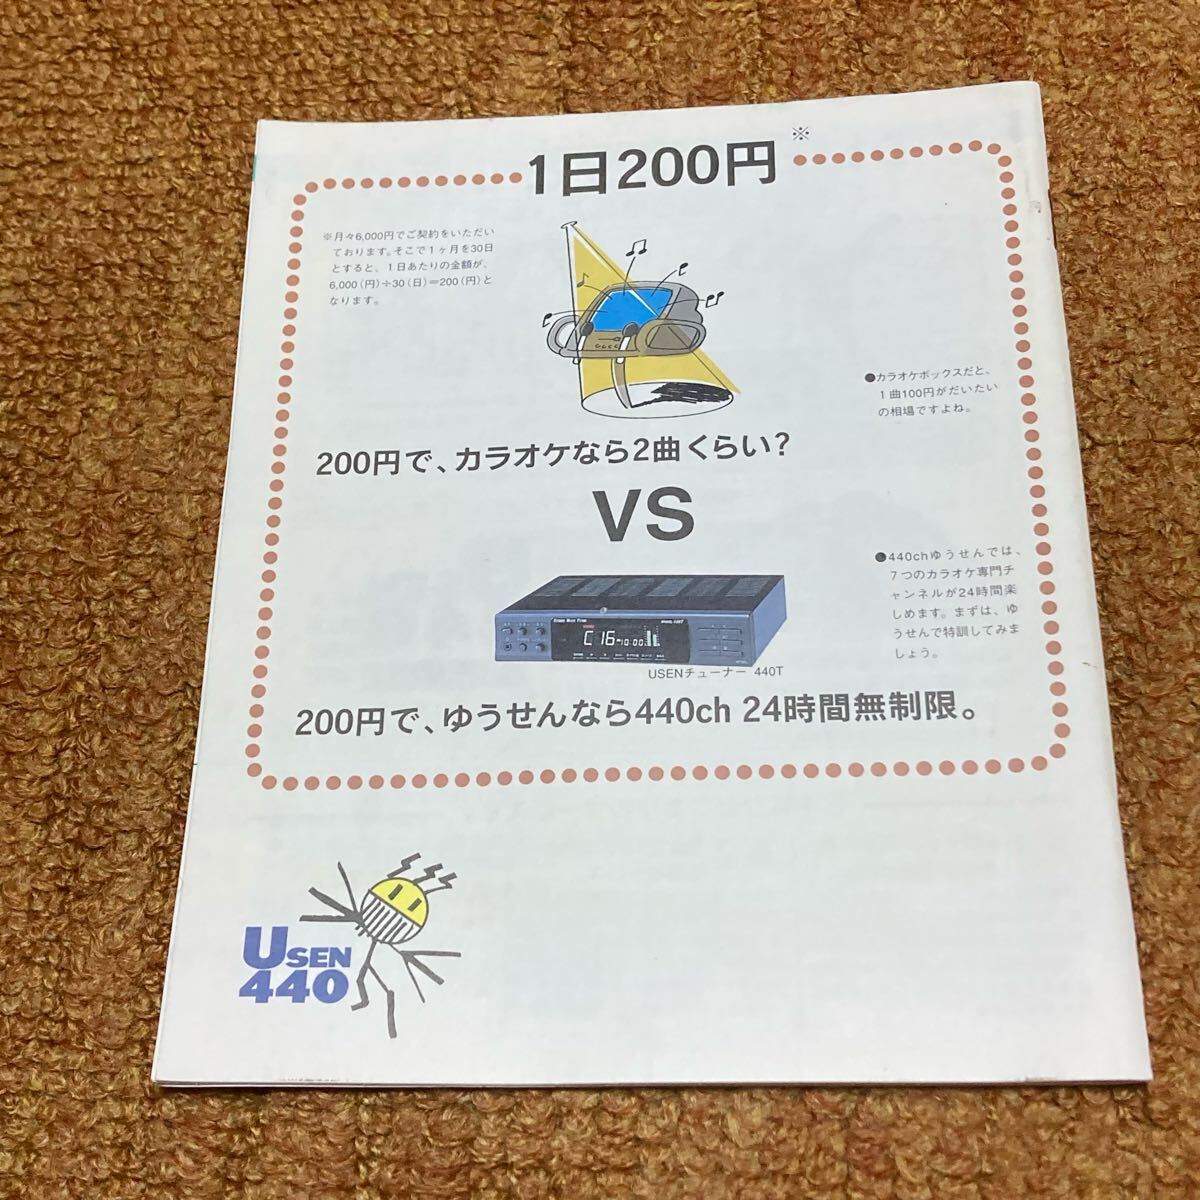 1日200円※
※月々6,000円でご契約をいただい
ております。そこで1ヶ月を30日
とすると、1日あたりの金額が、
6,000（円）÷30（日）＝200（円）と
なります。
●カラオケボックスだと、
1曲100円がだいたい
の相場ですよね。
200円で、カラオケなら2曲くらい？
VS
●440chゆうせんでは、
7つのカラオケ専門チ
ャンネルが24時間楽
しめます。まずは、ゆ
うせんで特訓してみま
しょう。
C 16
USENチューナー 440T
200円で、ゆうせんなら440ch 24時間無制限。
USEN
440